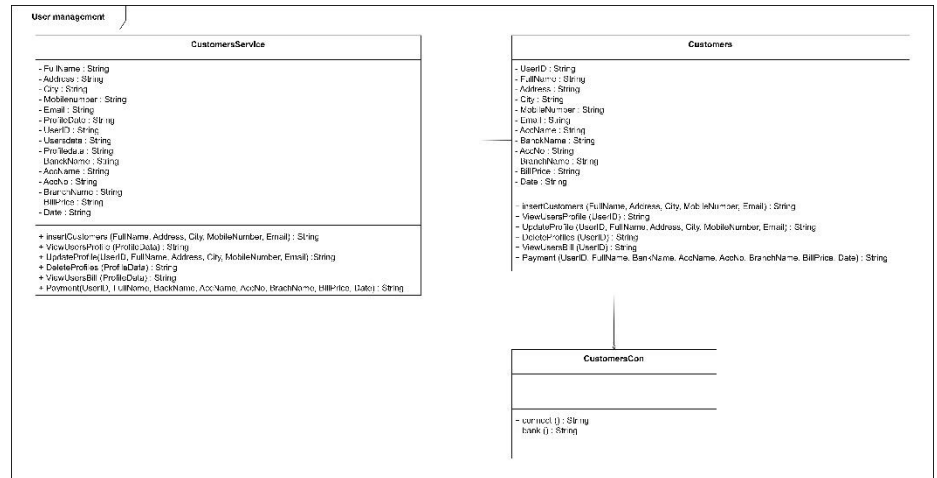 User management
CustomersService
- FullName : String
- Address : String
- City : String
- Mobilenumber : String
- Email : String
- ProfileDate : String
- UserID : String
- Usersdate : String
- Profiledata : String
BanckName : String
- AccName : String
- AccNo : String
- BranchName : String
BillPrice : String
- Date : String
+ insertCustomers (FullName, Address, City, MobileNumber, Email) : String
+ ViewUsersProfile (ProfileData) : String
+ UpdateProfile(UserID, FullName, Address, City, MobileNumber, Email) :String
+ DeleteProfiles (ProfileData) : String
+ ViewUsersBill (ProfileData) : String
+ Payment(UserID, FullName, BackName, AccName, AccNo, BrachName, BillPrice, Date) : String
Customers
- UserID : String
- FullName : String
- Address : String
- City : String
- MobileNumber : String
- Email : String
- AccName : String
- BanckName : String
- AccNo : String
BranchName : String
- BillPrice : String
- Date : String
+ insertCustomers (FullName, Address, City, MobileNumber, Email) : String
+ ViewUsersProfile (UserID) : String
+ UpdateProfile (UserID, FullName, Address, City, MobileNumber, Email) : String
+ DeleteProfiles (UserID) : String
+ ViewUsersBill (UserID) : String
+ Payment (UserID, FullName, BankName, AccName, AccNo, BranchName, BillPrice, Date) : String
CustomersCon
+ connect () : String
bank () : String